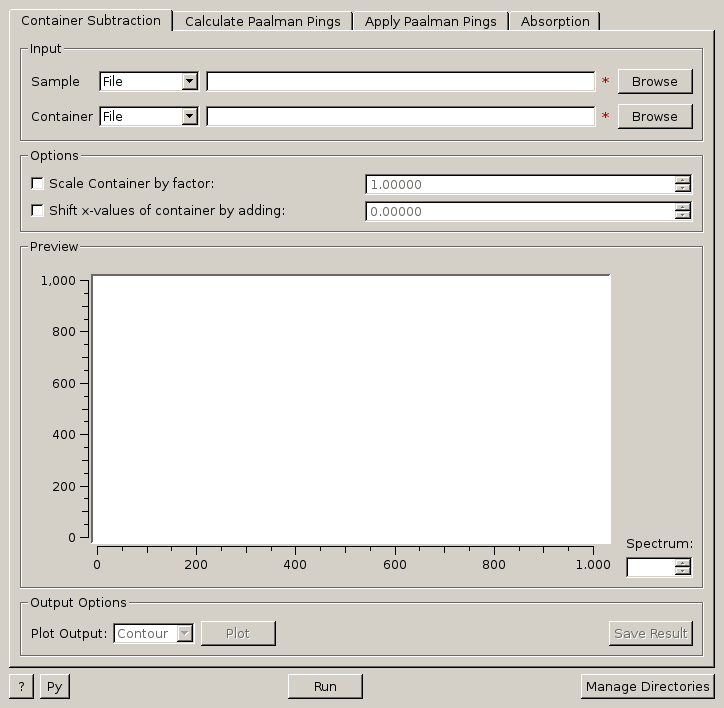 Container Subtraction Calculate Paalman Pings Apply Paalman Pings Absorption
Input
Sample File * Browse
Container File * Browse
Options
Scale Container by factor: 1.00000
Shift x-values of container by adding: 0.00000
Preview
1,000
800
600
400
200
0
0 200 400 600 800 1.000
Spectrum:
Output Options
Plot Output: Contour Plot Save Result
? Py Run Manage Directories